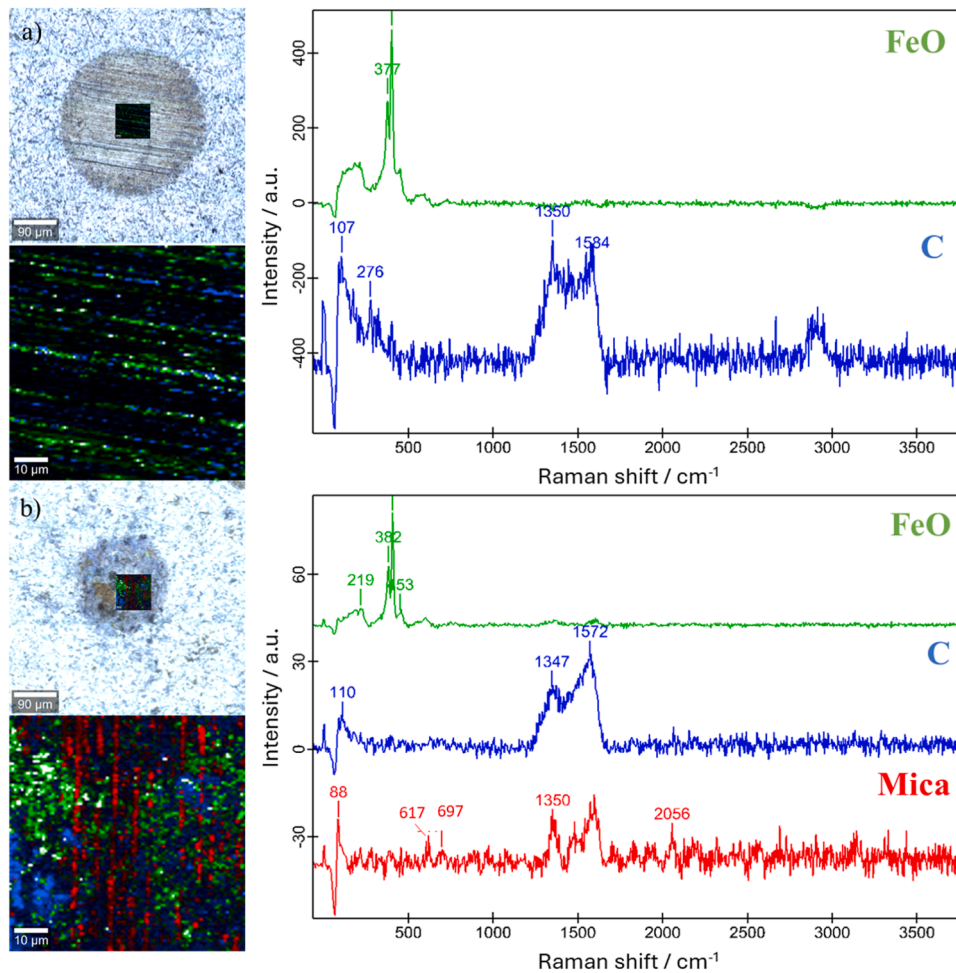 a)
90 µm
10 µm
b)
90 µm
10 µm
FeO
377
400
200
0
-200
-400
Intensity / a.u.
C
107
276
1350
1584
500 1000 1500 2000 2500 3000 3500
Raman shift / cm⁻¹
FeO
382
219
53
60
30
0
-30
Intensity / a.u.
C
1572
1347
110
Mica
88
617
697
1350
2056
500 1000 1500 2000 2500 3000 3500
Raman shift / cm⁻¹